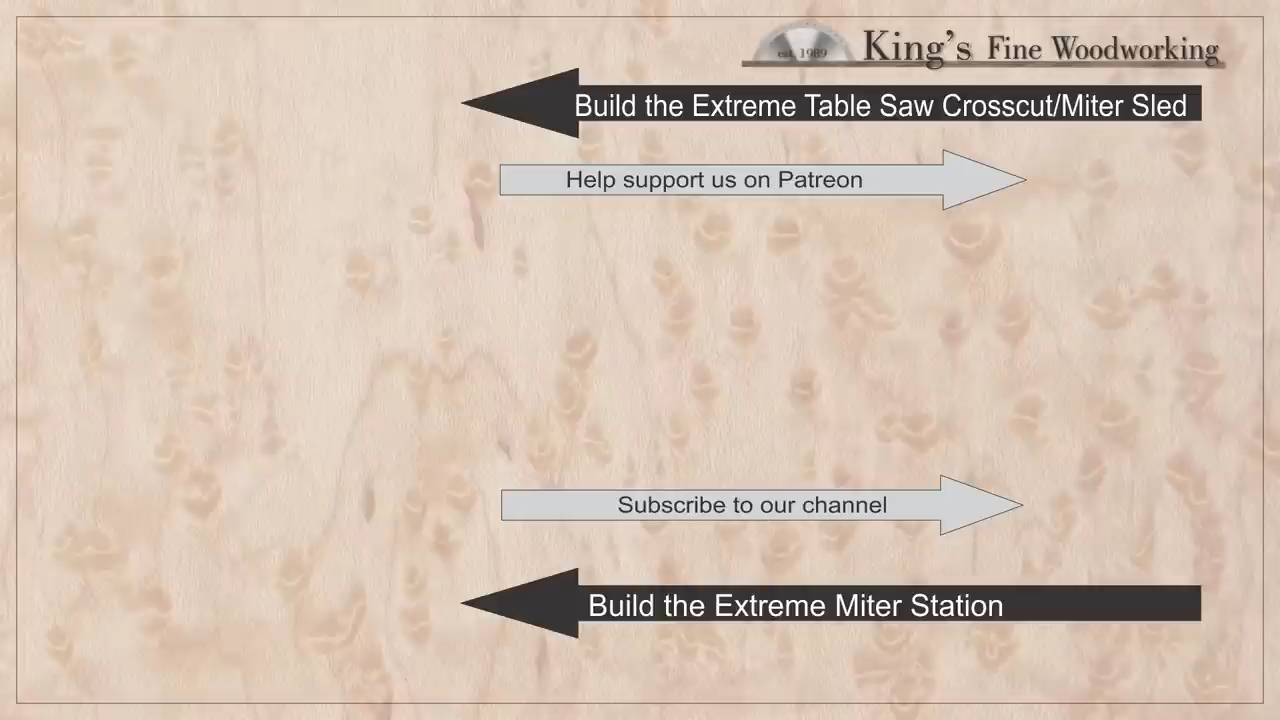 est. 1989
King's Fine Woodworking
Build the Extreme Table Saw Crosscut/Miter Sled
Help support us on Patreon
Subscribe to our channel
Build the Extreme Miter Station